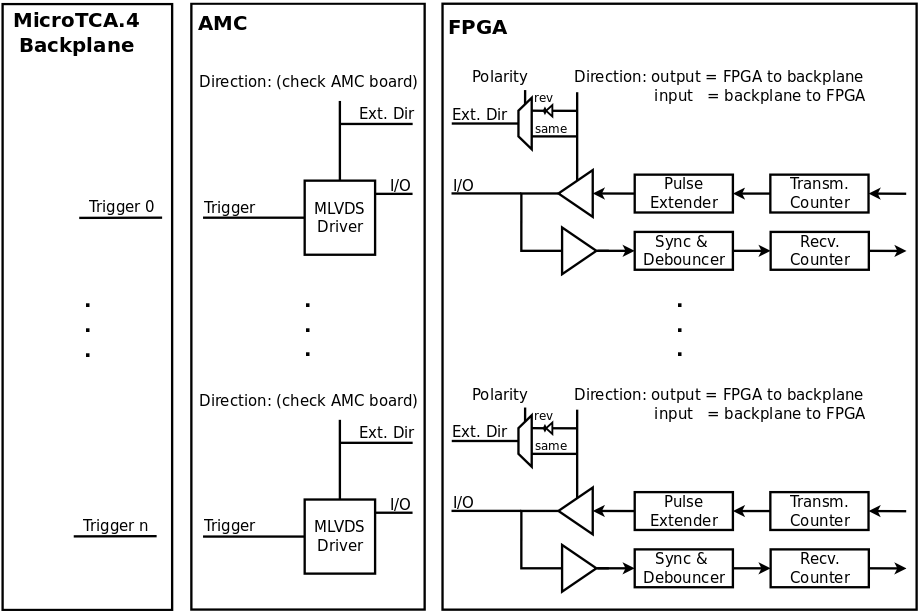 MicroTCA.4
Backplane
Trigger 0
.
.
.
Trigger n
AMC
Direction: (check AMC board)
Ext. Dir
I/O
Trigger
MLVDS
Driver
.
.
.
Direction: (check AMC board)
Ext. Dir
I/O
Trigger
MLVDS
Driver
FPGA
Polarity
Direction: output = FPGA to backplane
input = backplane to FPGA
rev
Ext. Dir
same
I/O
Pulse
Extender
Transm.
Counter
Sync &
Debouncer
Recv.
Counter
.
.
.
Polarity
Direction: output = FPGA to backplane
input = backplane to FPGA
rev
Ext. Dir
same
I/O
Pulse
Extender
Transm.
Counter
Sync &
Debouncer
Recv.
Counter